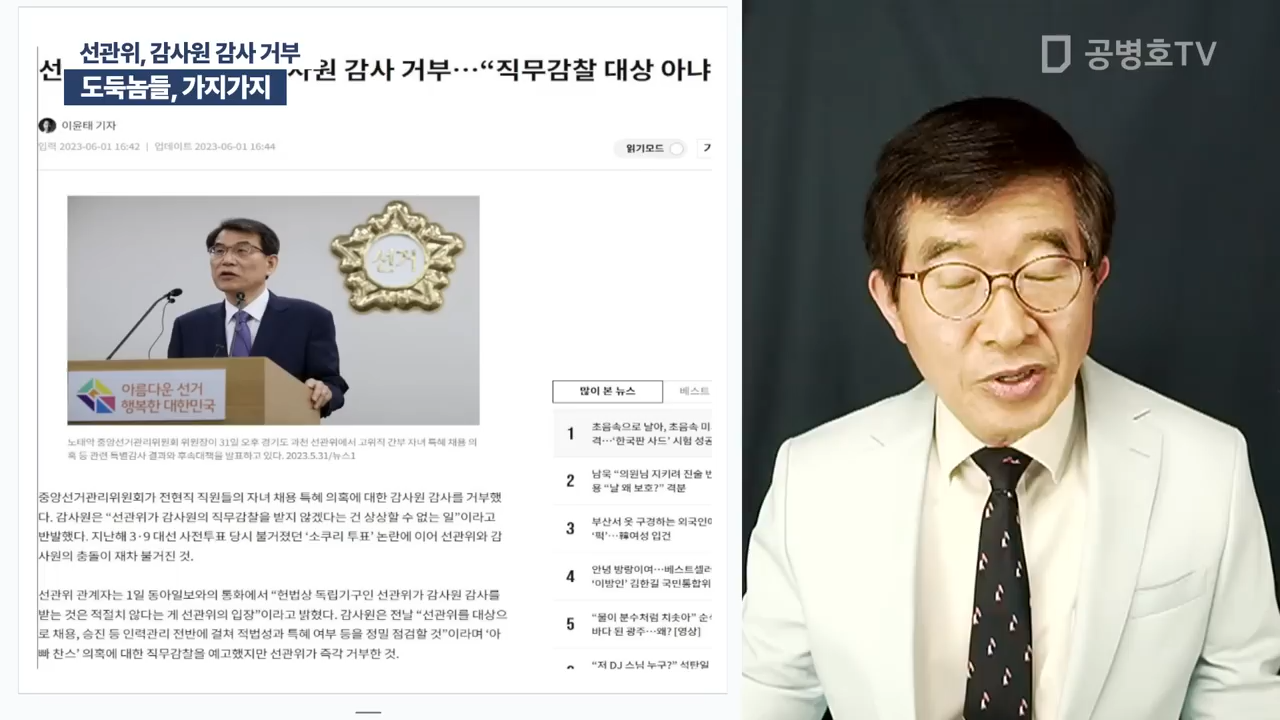 선관위, 감사원 감사 거부
도둑놈들, 가지가지
공병호TV
선 사원 감사 거부…“직무감찰 대상 아냐
이윤태 기자
입력 2023-06-01 16:42 | 업데이트 2023-06-01 16:44
읽기모드
가
선거
아름다운 선거
행복한 대한민국
노태악 중앙선거관리위원회 위원장이 31일 오후 경기도 과천 선관위에서 고위직 간부 자녀 특혜 채용 의
혹 등 관련 특별감사 결과와 후속대책을 발표하고 있다. 2023.5.31/뉴스1
중앙선거관리위원회가 전현직 직원들의 자녀 채용 특혜 의혹에 대한 감사원 감사를 거부했
다. 감사원은 “선관위가 감사원의 직무감찰을 받지 않겠다는 건 상상할 수 없는 일”이라고
반발했다. 지난해 3·9 대선 사전투표 당시 불거졌던 ‘소쿠리 투표’ 논란에 이어 선관위와 감
사원의 충돌이 재차 불거진 것.
선관위 관계자는 1일 동아일보와의 통화에서 “헌법상 독립기구인 선관위가 감사원 감사를
받는 것은 적절치 않다는 게 선관위의 입장”이라고 밝혔다. 감사원은 전날 “선관위를 대상으
로 채용, 승진 등 인력관리 전반에 걸쳐 적법성과 특혜 여부 등을 정밀 점검할 것”이라며 ‘아
빠 찬스’ 의혹에 대한 직무감찰을 예고했지만 선관위가 즉각 거부한 것.
많이 본 뉴스 베스트
1 초음속으로 날아, 초음속 미
격…‘한국판 사드’ 시험 성공
2 남욱 “의원님 지키려 진술 번
용 “날 왜 보호?” 격분
3 부산서 옷 구경하는 외국인에
‘퍽’…韓여성 입건
4 안녕 방랑이여…베스트셀러
‘이방인’ 김한길 국민통합위
5 “물이 분수처럼 치솟아” 순식
바다 된 광주…왜? [영상]
“저 DJ 스님 누구?” 석탄일